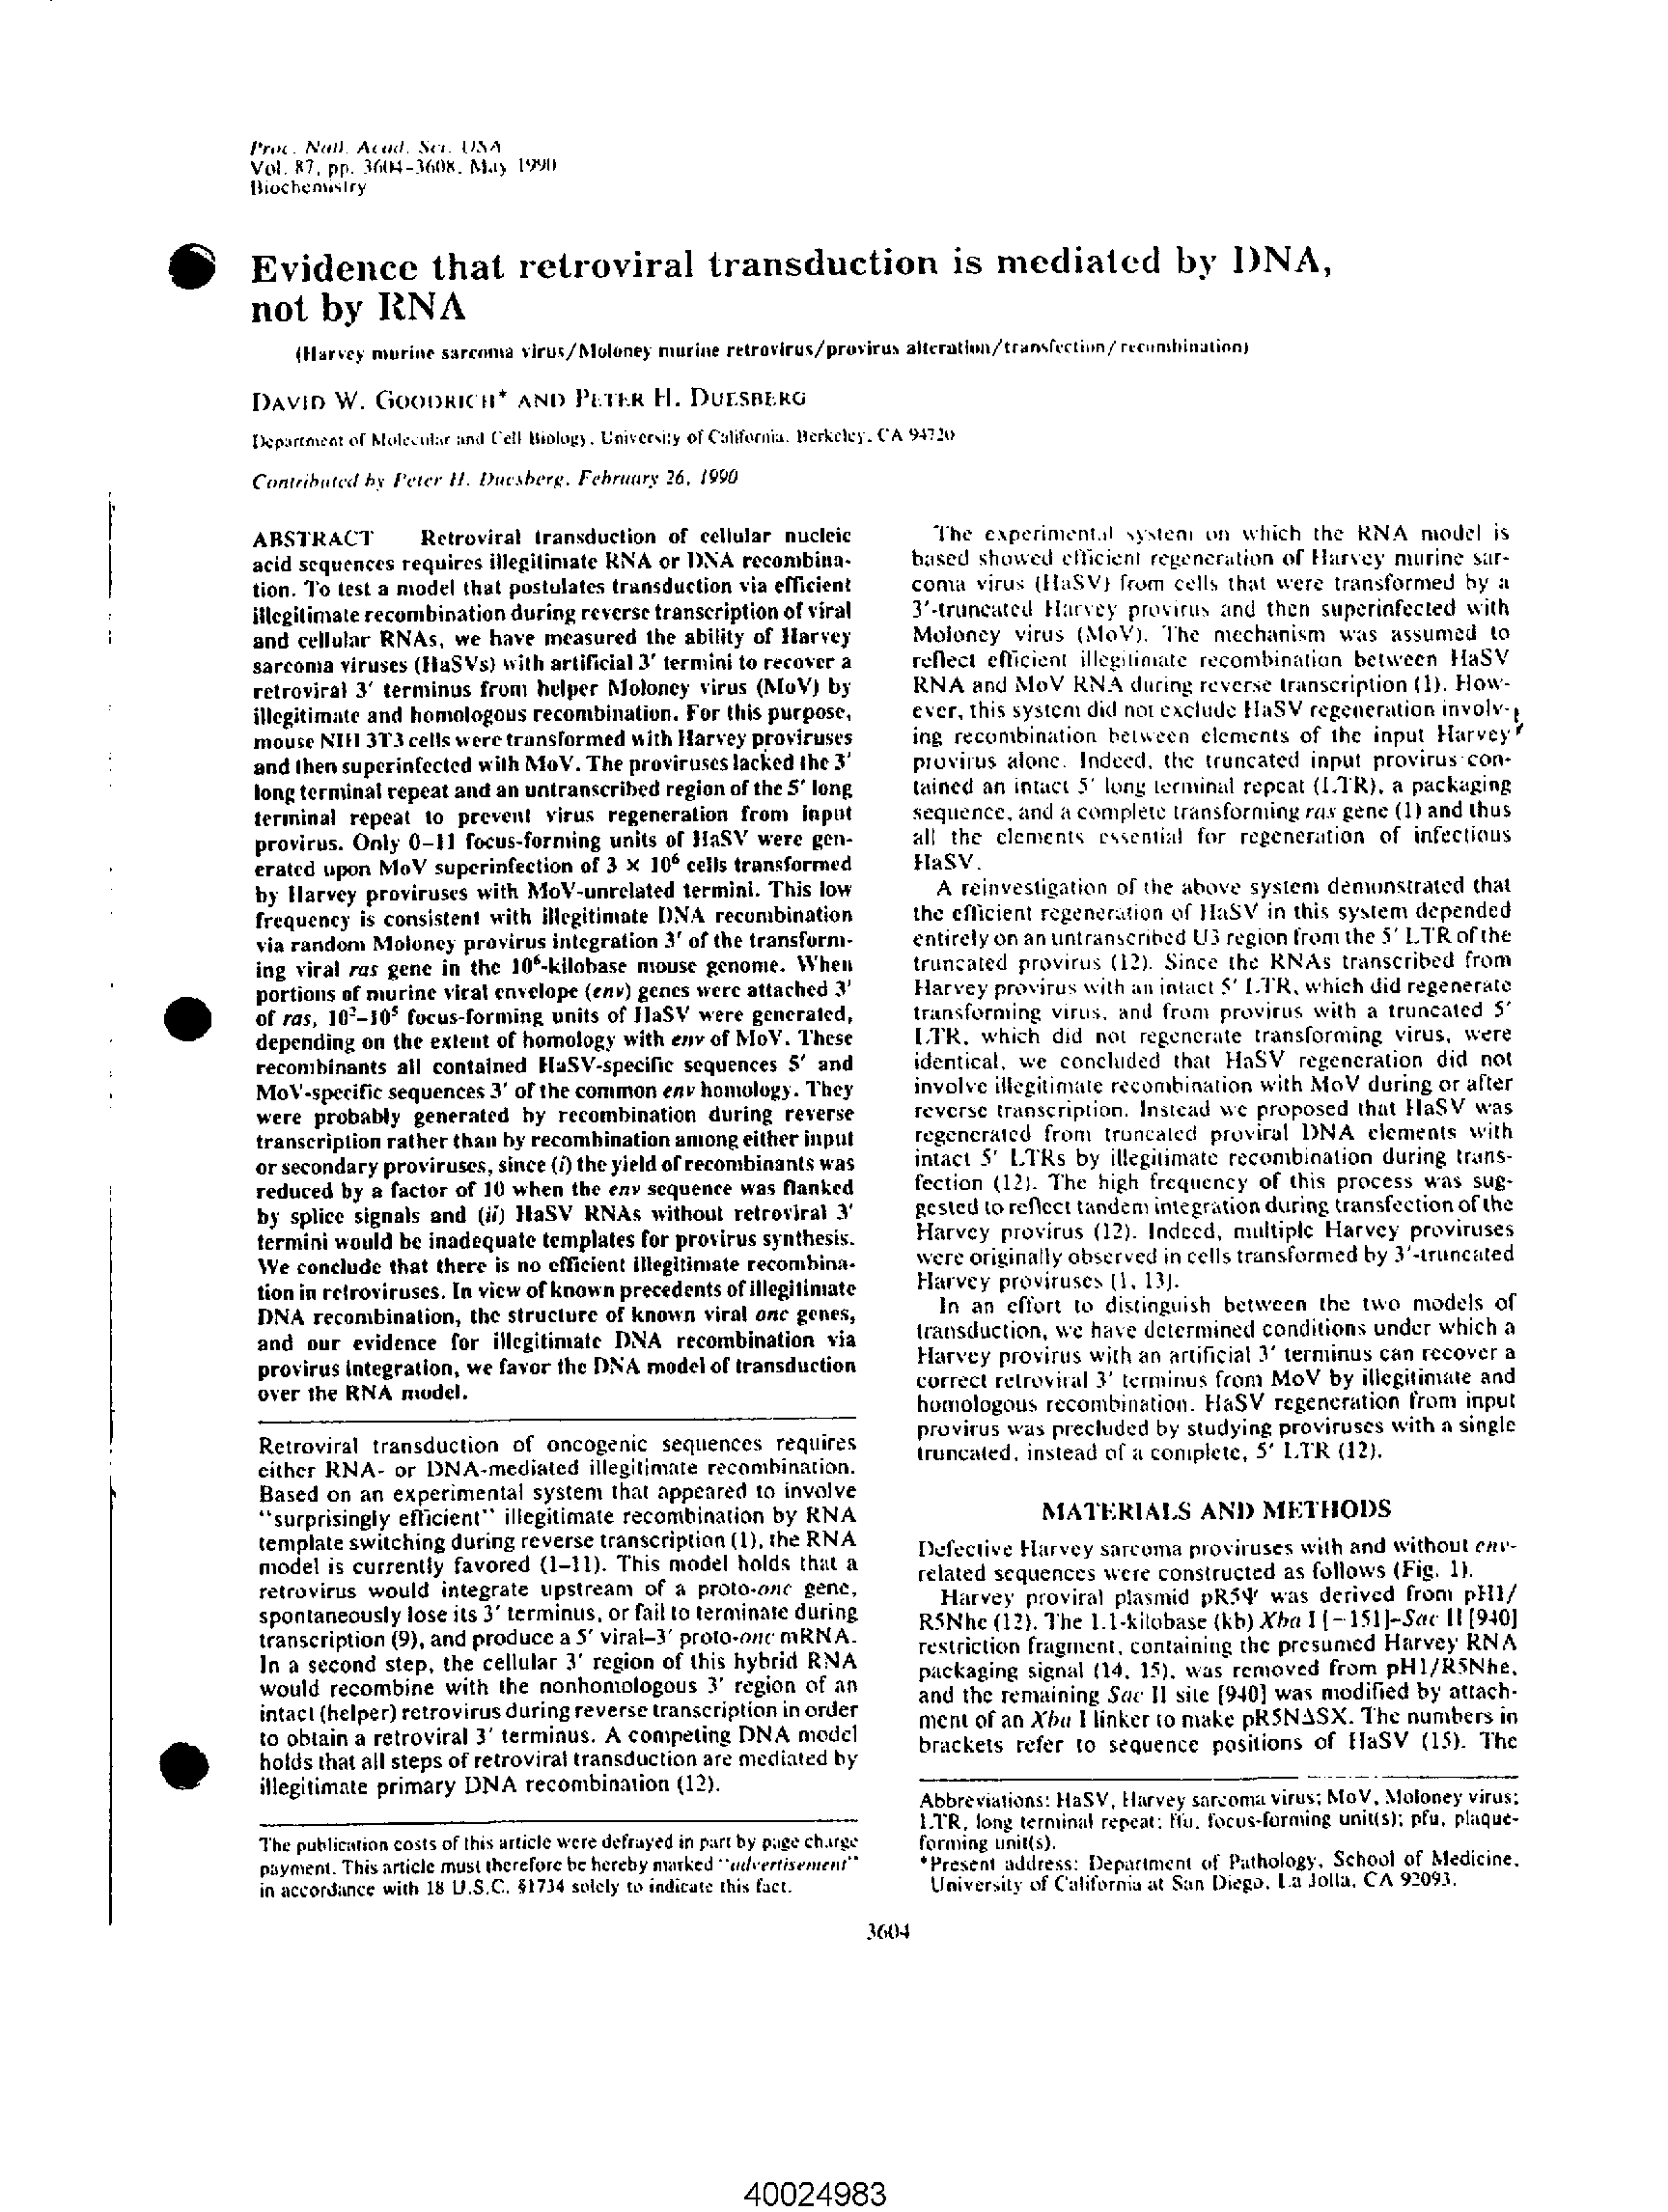 Proc. Natl. Acad. Sci. USA
Vol. 87, pp. 3604-3608, May 1990
Biochemistry
Evidence that retroviral transduction is mediated by DNA,
not by RNA
(Harvey murine sarcoma virus/Moloney murine retrovirus/provirus alteration/transfection/recombination)
DAVID W. GOODRICH* AND PETER H. DUESBERG
Department of Molecular and Cell Biology, University of California, Berkeley, CA 94720
Contributed by Peter H. Duesberg, February 26, 1990
ABSTRACT Retroviral transduction of cellular nucleic
acid sequences requires illegitimate RNA or DNA recombina-
tion. To test a model that postulates transduction via efficient
illegitimate recombination during reverse transcription of viral
and cellular RNAs, we have measured the ability of Harvey
sarcoma viruses (HaSVs) with artificial 3' termini to recover a
retroviral 3' terminus from helper Moloney virus (MoV) by
illegitimate and homologous recombination. For this purpose,
mouse NIH 3T3 cells were transformed with Harvey proviruses
and then superinfected with MoV. The proviruses lacked the 3'
long terminal repeat and an untranscribed region of the 5' long
terminal repeat to prevent virus regeneration from input
provirus. Only 0-11 focus-forming units of HaSV were gen-
erated upon MoV superinfection of 3 × 10⁶ cells transformed
by Harvey proviruses with MoV-unrelated termini. This low
frequency is consistent with illegitimate DNA recombination
via random Moloney provirus integration 3' of the transform-
ing viral ras gene in the 10⁶-kilobase mouse genome. When
portions of murine viral envelope (env) genes were attached 3'
of ras, 10²-10⁵ focus-forming units of HaSV were generated,
depending on the extent of homology with env of MoV. These
recombinants all contained HaSV-specific sequences 5' and
MoV-specific sequences 3' of the common env homology. They
were probably generated by recombination during reverse
transcription rather than by recombination among either input
or secondary proviruses, since (i) the yield of recombinants was
reduced by a factor of 10 when the env sequence was flanked
by splice signals and (ii) HaSV RNAs without retroviral 3'
termini would be inadequate templates for provirus synthesis.
We conclude that there is no efficient illegitimate recombina-
tion in retroviruses. In view of known precedents of illegitimate
DNA recombination, the structure of known viral onc genes,
and our evidence for illegitimate DNA recombination via
provirus integration, we favor the DNA model of transduction
over the RNA model.
Retroviral transduction of oncogenic sequences requires
either RNA- or DNA-mediated illegitimate recombination.
Based on an experimental system that appeared to involve
"surprisingly efficient" illegitimate recombination by RNA
template switching during reverse transcription (1), the RNA
model is currently favored (1-11). This model holds that a
retrovirus would integrate upstream of a proto-onc gene,
spontaneously lose its 3' terminus, or fail to terminate during
transcription (9), and produce a 5' viral-3' proto-onc mRNA.
In a second step, the cellular 3' region of this hybrid RNA
would recombine with the nonhomologous 3' region of an
intact (helper) retrovirus during reverse transcription in order
to obtain a retroviral 3' terminus. A competing DNA model
holds that all steps of retroviral transduction are mediated by
illegitimate primary DNA recombination (12).
The publication costs of this article were defrayed in part by page charge
payment. This article must therefore be hereby marked "advertisement"
in accordance with 18 U.S.C. §1734 solely to indicate this fact.
The experimental system on which the RNA model is
based showed efficient regeneration of Harvey murine sar-
coma virus (HaSV) from cells that were transformed by a
3'-truncated Harvey provirus and then superinfected with
Moloney virus (MoV). The mechanism was assumed to
reflect efficient illegitimate recombination between HaSV
RNA and MoV RNA during reverse transcription (1). How-
ever, this system did not exclude HaSV regeneration involv-
ing recombination between elements of the input Harvey
provirus alone. Indeed, the truncated input provirus con-
tained an intact 5' long terminal repeat (LTR), a packaging
sequence, and a complete transforming ras gene (1) and thus
all the elements essential for regeneration of infectious
HaSV.
A reinvestigation of the above system demonstrated that
the efficient regeneration of HaSV in this system depended
entirely on an untranscribed U3 region from the 5' LTR of the
truncated provirus (12). Since the RNAs transcribed from
Harvey provirus with an intact 5' LTR, which did regenerate
transforming virus, and from provirus with a truncated 5'
LTR, which did not regenerate transforming virus, were
identical, we concluded that HaSV regeneration did not
involve illegitimate recombination with MoV during or after
reverse transcription. Instead we proposed that HaSV was
regenerated from truncated proviral DNA elements with
intact 5' LTRs by illegitimate recombination during trans-
fection (12). The high frequency of this process was sug-
gested to reflect tandem integration during transfection of the
Harvey provirus (12). Indeed, multiple Harvey proviruses
were originally observed in cells transformed by 3'-truncated
Harvey proviruses (1, 13).
In an effort to distinguish between the two models of
transduction, we have determined conditions under which a
Harvey provirus with an artificial 3' terminus can recover a
correct retroviral 3' terminus from MoV by illegitimate and
homologous recombination. HaSV regeneration from input
provirus was precluded by studying proviruses with a single
truncated, instead of a complete, 5' LTR (12).
MATERIALS AND METHODS
Defective Harvey sarcoma proviruses with and without env-
related sequences were constructed as follows (Fig. 1).
Harvey proviral plasmid pR5Ψ was derived from pH1/
R5Nhe (12). The 1.1-kilobase (kb) Xba I [-151]-Sac II [940]
restriction fragment, containing the presumed Harvey RNA
packaging signal (14, 15), was removed from pH1/R5Nhe,
and the remaining Sac II site [940] was modified by attach-
ment of an Xba I linker to make pR5NΔSX. The numbers in
brackets refer to sequence positions of HaSV (15). The
Abbreviations: HaSV, Harvey sarcoma virus; MoV, Moloney virus;
LTR, long terminal repeat; ffu, focus-forming unit(s); pfu, plaque-
forming unit(s).
*Present address: Department of Pathology, School of Medicine,
University of California at San Diego, La Jolla, CA 92093.
3604
40024983